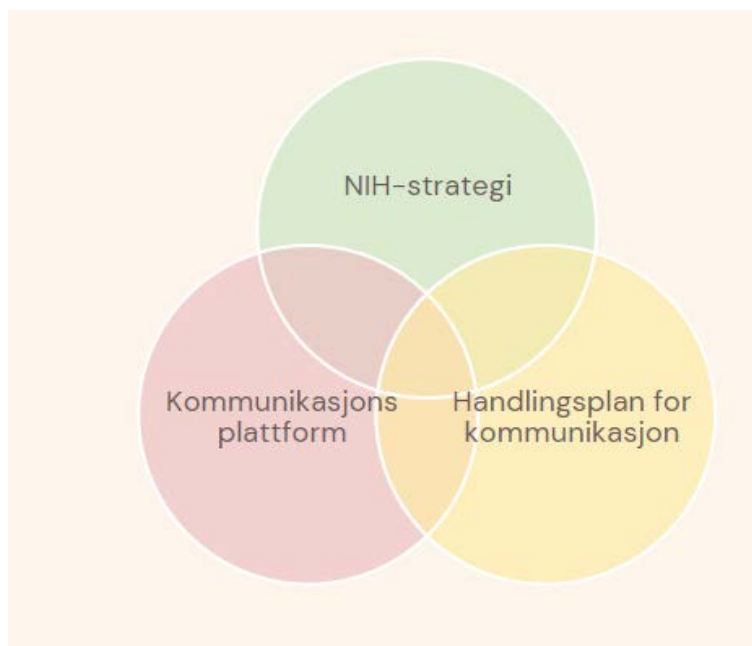 NIH-strategi
Kommunikasjons
plattform
Handlingsplan for
kommunikasjon